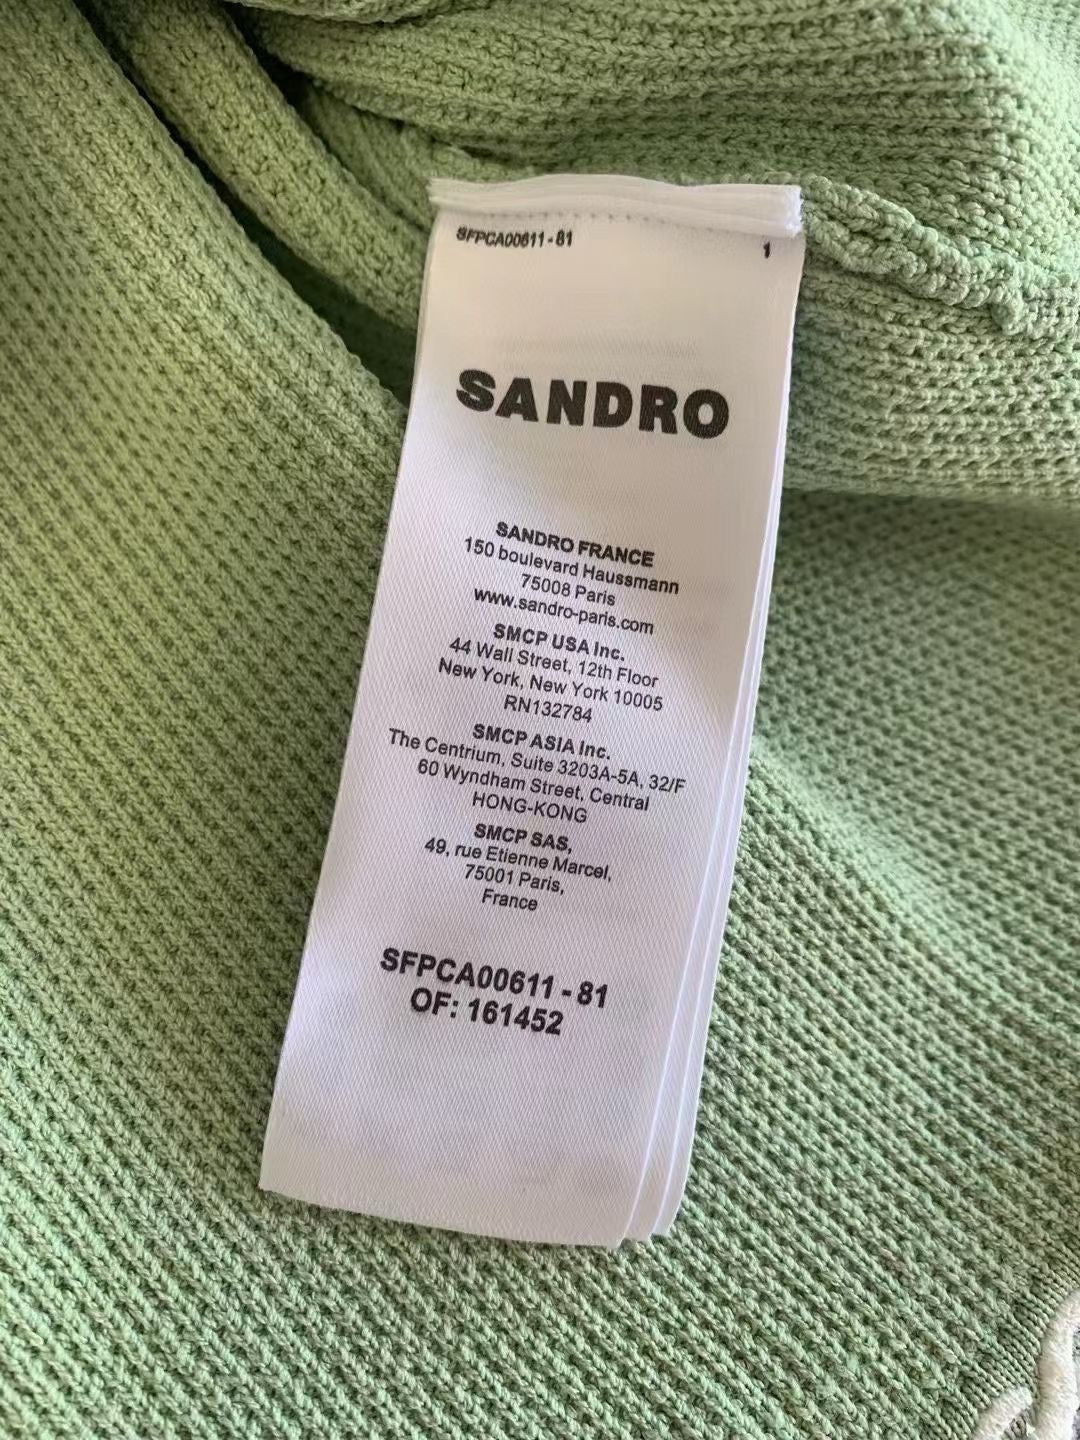 SFPCA00611-81
1
SANDRO
SANDRO FRANCE
150 boulevard Haussmann
75008 Paris
www.sandro-paris.com
SMCP USA Inc.
44 Wall Street, 12th Floor
New York, New York 10005
RN132784
SMCP ASIA Inc.
The Centrium, Suite 3203A-5A, 32/F
60 Wyndham Street, Central
HONG-KONG
SMCP SAS,
49, rue Etienne Marcel,
75001 Paris,
France
SFPCA00611 - 81
OF: 161452